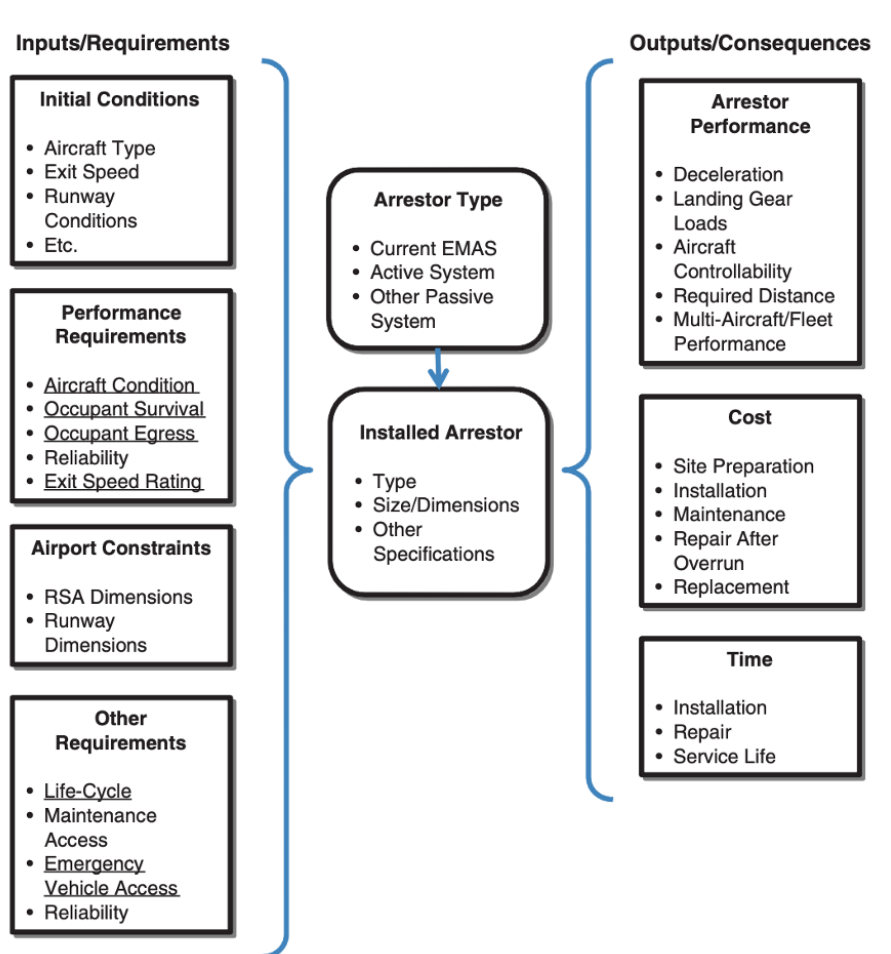 Inputs/Requirements
Initial Conditions
• Aircraft Type
• Exit Speed
• Runway
Conditions
• Etc.
Performance
Requirements
• Aircraft Condition
• Occupant Survival
• Occupant Egress
• Reliability
• Exit Speed Rating
Airport Constraints
• RSA Dimensions
• Runway
Dimensions
Other
Requirements
• Life-Cycle
• Maintenance
Access
• Emergency
Vehicle Access
• Reliability
Arrestor Type
• Current EMAS
• Active System
• Other Passive
System
Installed Arrestor
• Type
• Size/Dimensions
• Other
Specifications
Outputs/Consequences
Arrestor
Performance
• Deceleration
• Landing Gear
Loads
• Aircraft
Controllability
• Required Distance
• Multi-Aircraft/Fleet
Performance
Cost
• Site Preparation
• Installation
• Maintenance
• Repair After
Overrun
• Replacement
Time
• Installation
• Repair
• Service Life